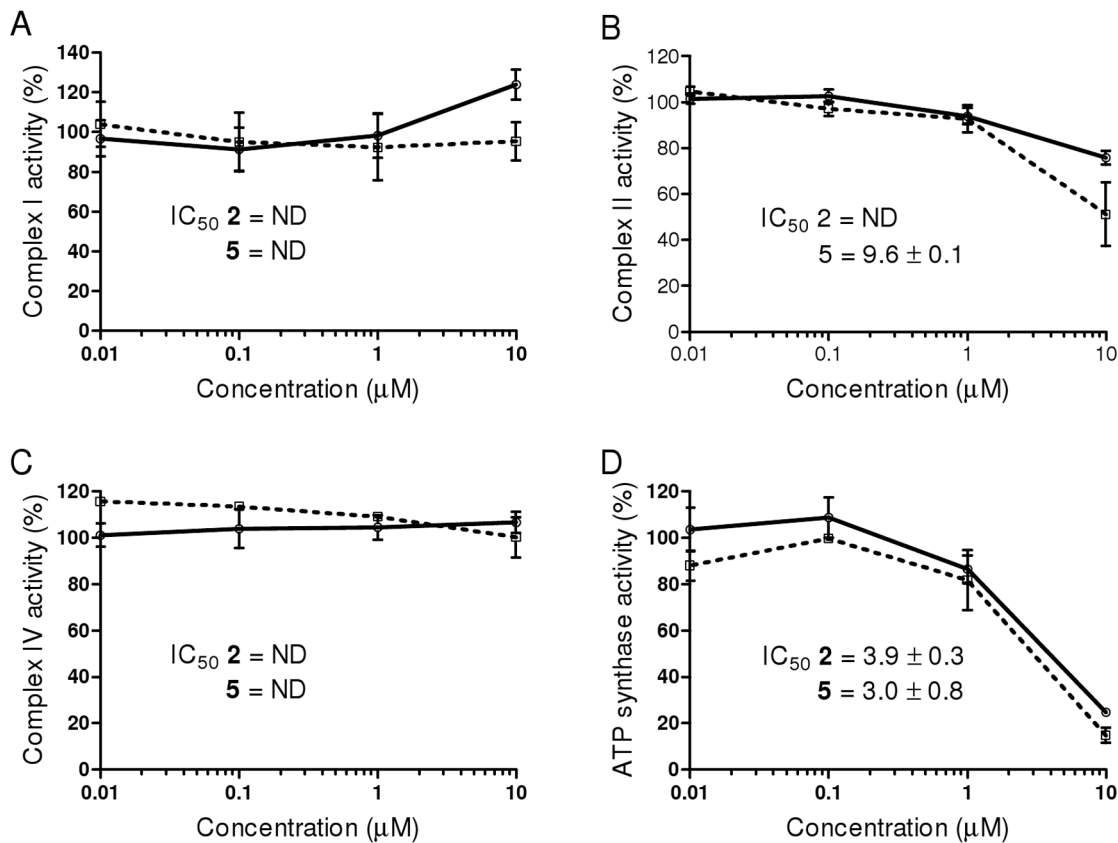 A
Complex I activity (%)
140
120
100
80
60
40
20
0
IC50 2 = ND
5 = ND
0.01 0.1 1 10
Concentration (μM)
B
Complex II activity (%)
120
100
80
60
40
20
0
IC50 2 = ND
5 = 9.6 ± 0.1
0.01 0.1 1 10
Concentration (μM)
C
Complex IV activity (%)
120
100
80
60
40
20
0
IC50 2 = ND
5 = ND
0.01 0.1 1 10
Concentration (μM)
D
ATP synthase activity (%)
120
100
80
60
40
20
0
IC50 2 = 3.9 ± 0.3
5 = 3.0 ± 0.8
0.01 0.1 1 10
Concentration (μM)